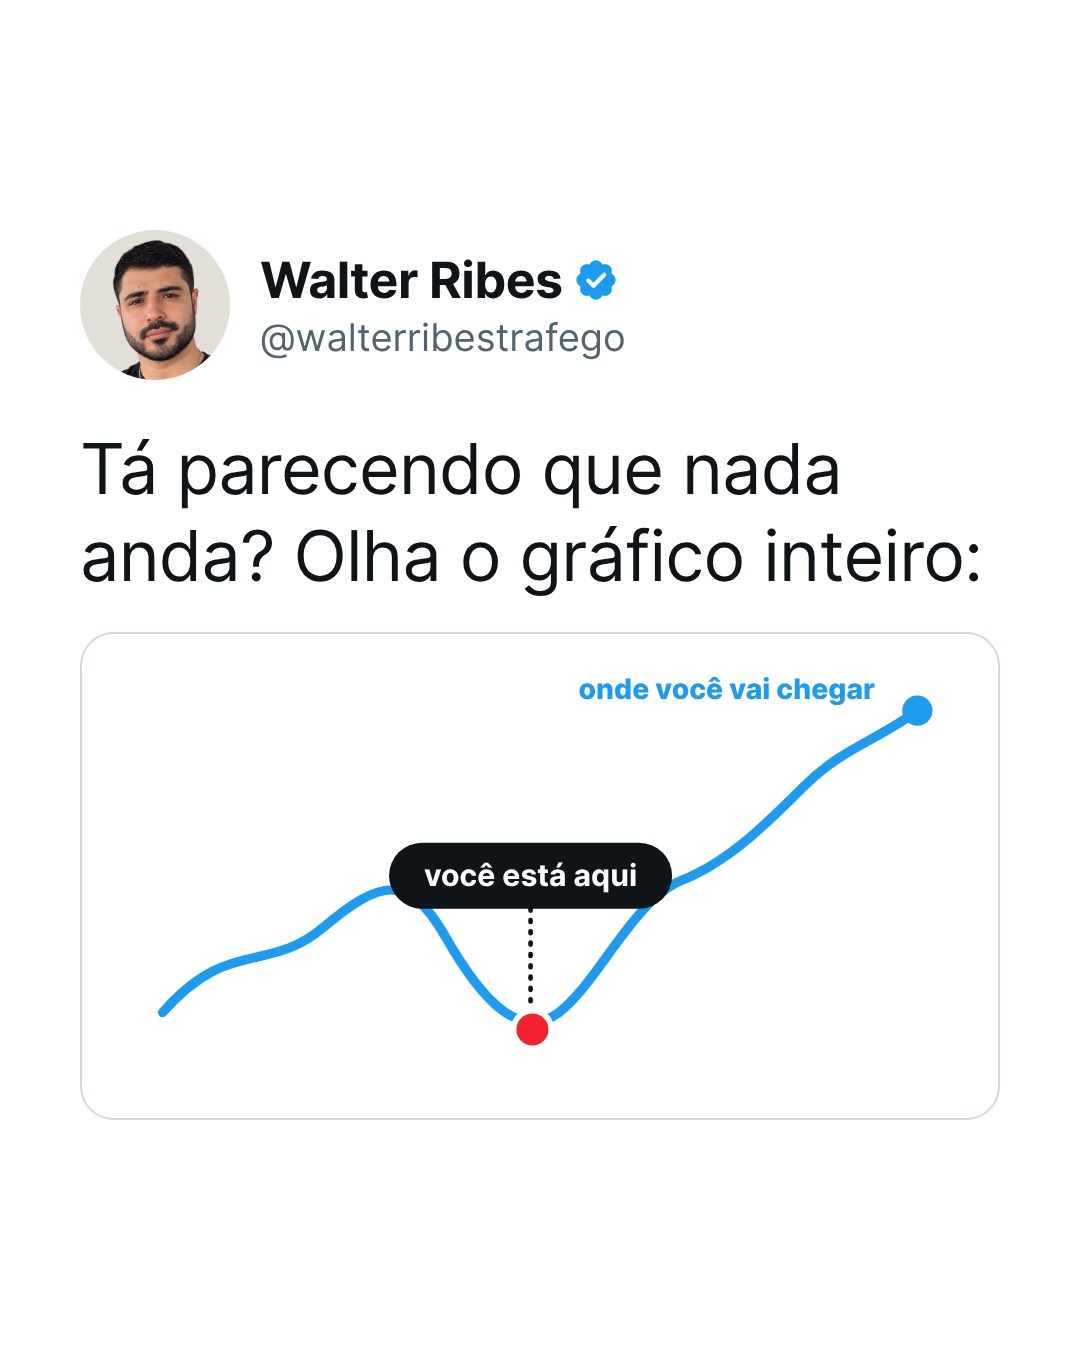 Walter Ribes
@walterribestrafego
Tá parecendo que nada
anda? Olha o gráfico inteiro:
onde você vai chegar
você está aqui